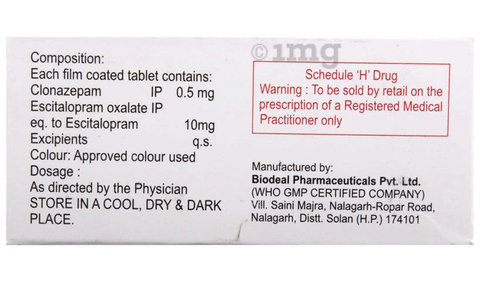 1mg
Composition:
Each film coated tablet contains:
Clonazepam IP 0.5 mg
Escitalopram oxalate IP
eq. to Escitalopram 10mg
Excipients q.s.
Colour: Approved colour used
Dosage :
As directed by the Physician
STORE IN A COOL, DRY & DARK
PLACE.
Schedule 'H' Drug
Warning : To be sold by retail on the
prescription of a Registered Medical
Practitioner only
Manufactured by:
Biodeal Pharmaceuticals Pvt. Ltd.
(WHO GMP CERTIFIED COMPANY)
Vill. Saini Majra, Nalagarh-Ropar Road,
Nalagarh, Distt. Solan (H.P.) 174101